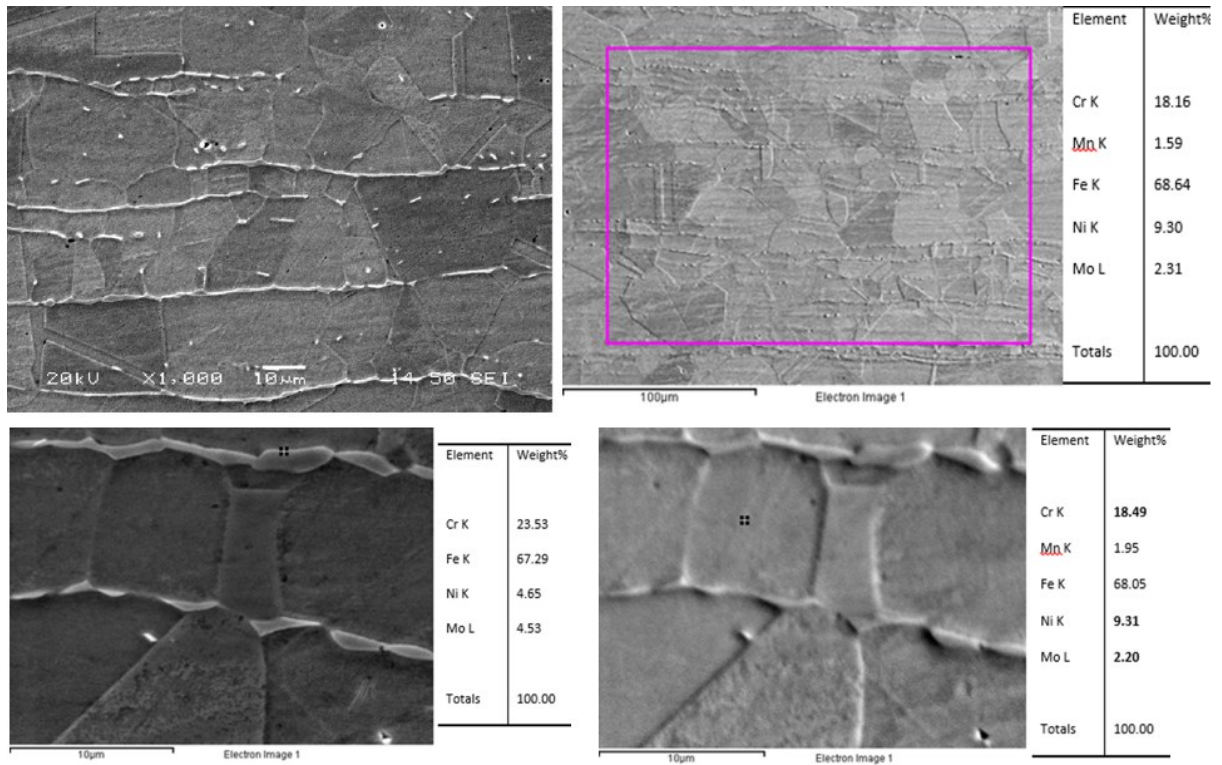 20kV X1,000 10µm 14 50 SEI
Element Weight%
Cr K 18.16
Mn K 1.59
Fe K 68.64
Ni K 9.30
Mo L 2.31
Totals 100.00
100µm Electron Image 1
Element Weight%
Cr K 23.53
Fe K 67.29
Ni K 4.65
Mo L 4.53
Totals 100.00
10µm Electron Image 1
Element Weight%
Cr K 18.49
Mn K 1.95
Fe K 68.05
Ni K 9.31
Mo L 2.20
Totals 100.00
10µm Electron Image 1